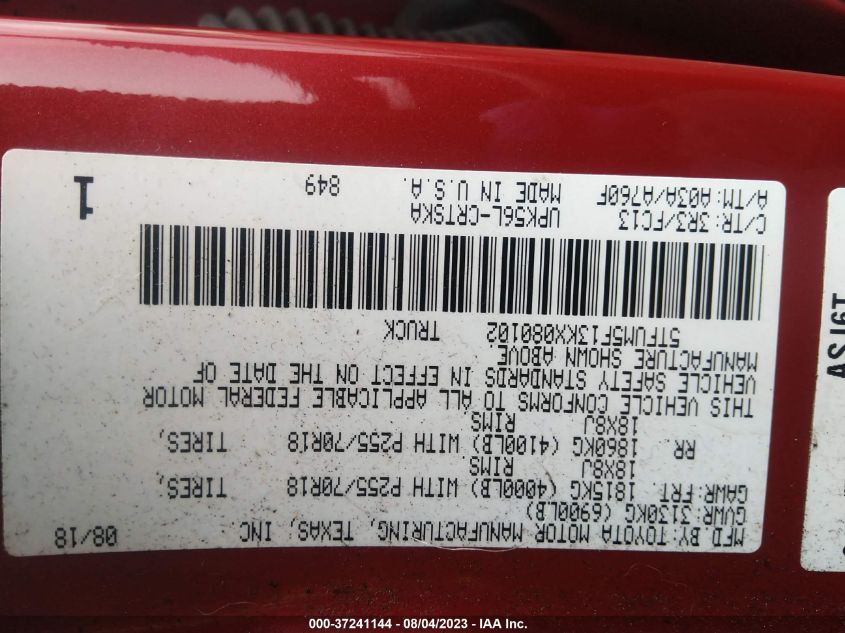 MFD.BY:TOYOTA MOTOR MANUFACTURING, TEXAS, INC. 08/18
GVWR:3130KG (6900LB)
GAWR:FRT. 1815KG (4000LB) WITH P255/70R18 TIRES,
18X8J RIMS
RR 1860KG (4100LB) WITH P255/70R18 TIRES,
18X8J RIMS
THIS VEHICLE CONFORMS TO ALL APPLICABLE FEDERAL MOTOR
VEHICLE SAFETY STANDARDS IN EFFECT ON THE DATE OF
MANUFACTURE SHOWN ABOVE.
5TFUM5F13KX080102 TRUCK
C/TR:3R3/FC13 UPK56L-CRTSKA
A/TM:A03A/A760F MADE IN U.S.A. 849 1
000-37241144 - 08/04/2023 - IAA Inc.